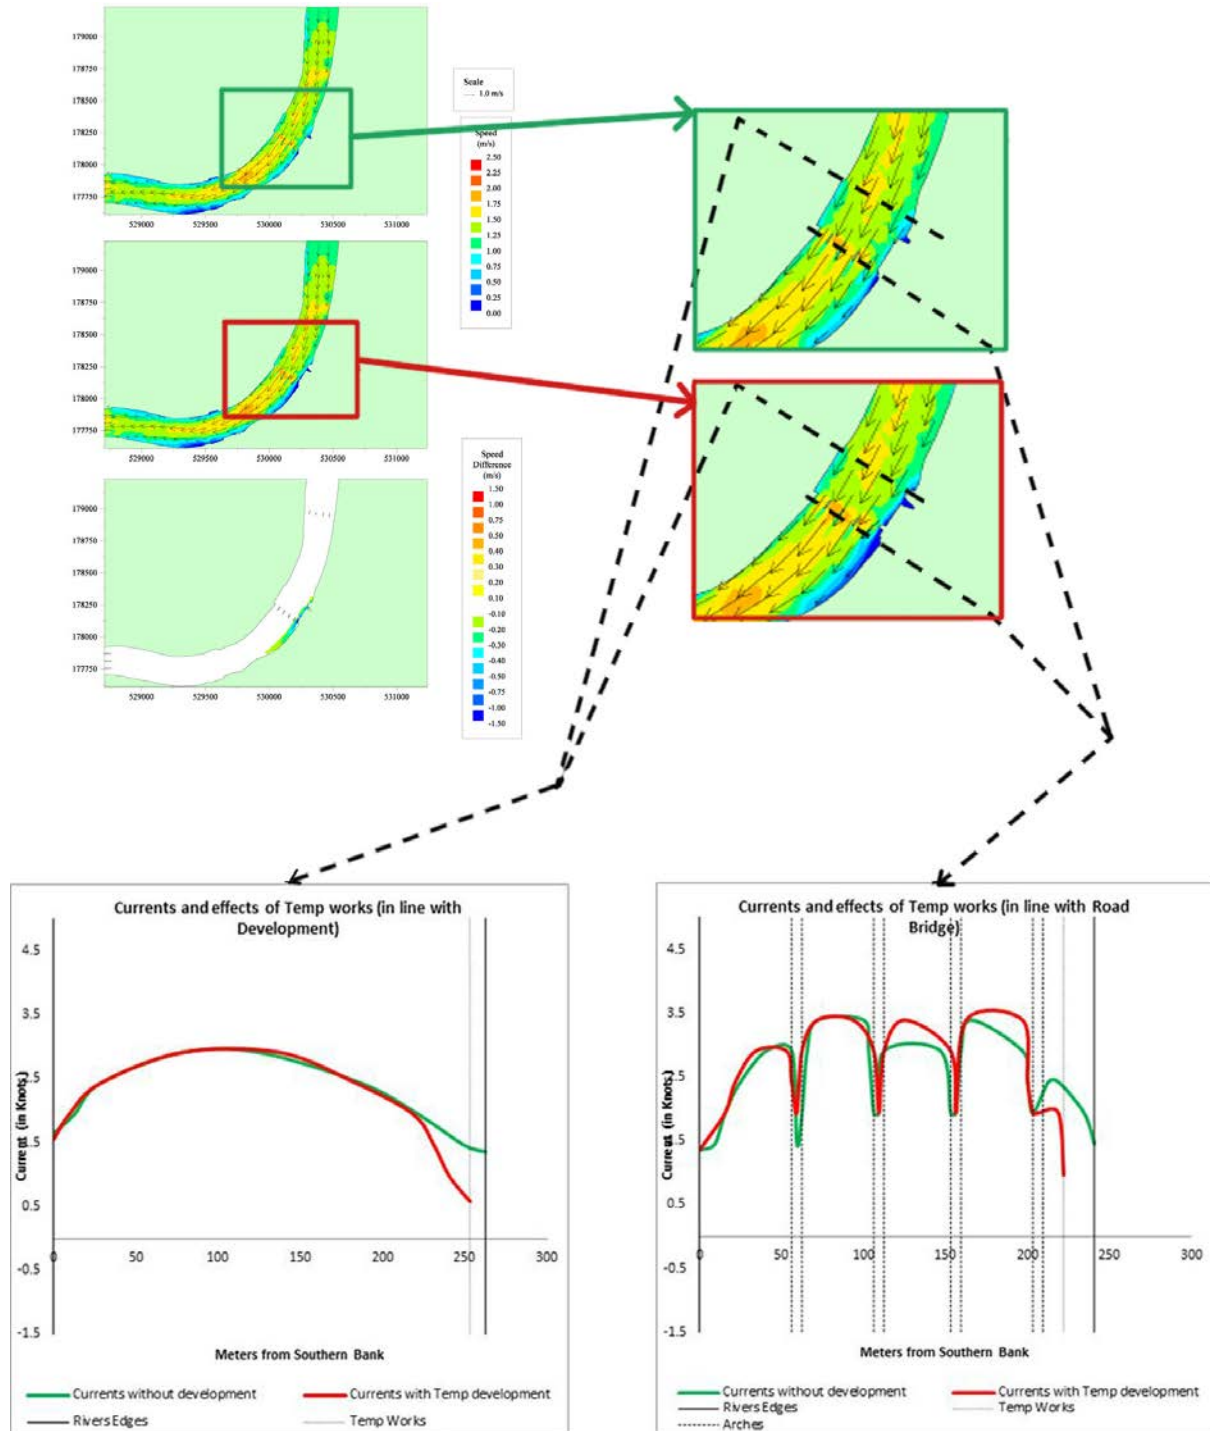 179000
178750
178500
178250
178000
177750
529000 529500 530000 530500 531000
Scale
1.0 m/s
Speed
(m/s)
2.50
2.25
2.00
1.75
1.50
1.25
1.00
0.75
0.50
0.25
0.00
179000
178750
178500
178250
178000
177750
529000 529500 530000 530500 531000
Speed
Difference
(m/s)
1.50
1.00
0.75
0.50
0.40
0.30
0.20
0.10
-0.10
-0.20
-0.30
-0.40
-0.50
-0.75
-1.00
-1.50
179000
178750
178500
178250
178000
177750
529000 529500 530000 530500 531000
Currents and effects of Temp works (in line with
Development)
4.5
3.5
2.5
1.5
0.5
-0.5
-1.5
Current (in Knots)
0 50 100 150 200 250 300
Meters from Southern Bank
Currents without development
Currents with Temp development
Rivers Edges
Temp Works
Currents and effects of Temp works (in line with Road
Bridge)
4.5
3.5
2.5
1.5
0.5
-0.5
-1.5
Current (in Knots)
0 50 100 150 200 250 300
Meters from Southern Bank
Currents without development
Currents with Temp development
Rivers Edges
Temp Works
Arches